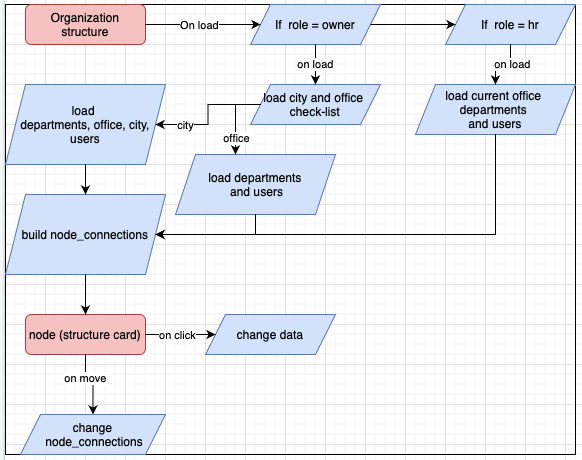 Organization
structure
On load
If  role = owner
If  role = hr
on load
on load
load city and office
check-list
load current office
departments
and users
load
departments, office, city,
users
city
office
load departments
and users
build node_connections
node (structure card)
on click
change data
on move
change
node_connections